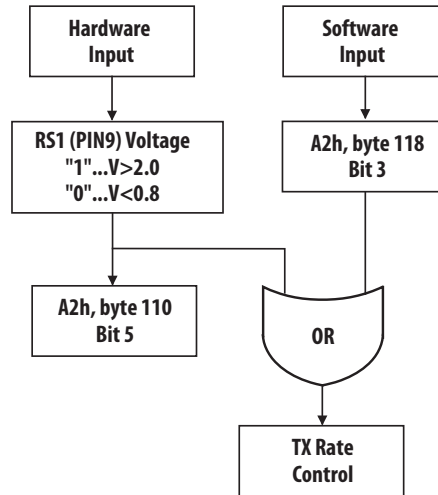 Hardware
Input
Software
Input
RS1 (PIN9) Voltage
"1"...V>2.0
"0"...V<0.8
A2h, byte 118
Bit 3
A2h, byte 110
Bit 5
OR
TX Rate
Control